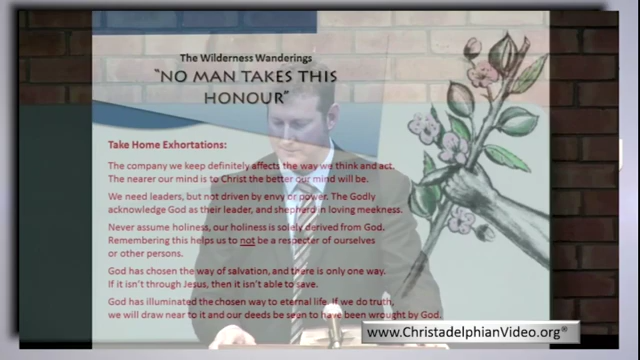 The Wilderness Wanderings
“NO MAN TAKES THIS
HONOUR”
Take Home Exhortations:
The company we keep definitely affects the way we think and act.
The nearer our mind is to Christ the better our mind will be.
We need leaders, but not driven by envy or power. The Godly
acknowledge God as their leader, and shepherd in loving meekness.
Never assume holiness, our holiness is solely derived from God.
Remembering this helps us to not be a respecter of ourselves
or other persons.
God has chosen the way of salvation, and there is only one way.
If it isn’t through Jesus, then it isn’t able to save.
God has illuminated the chosen way to eternal life. If we do truth,
we will draw near to it and our deeds be seen to have been wrought by God.
www.ChristadelphianVideo.org®